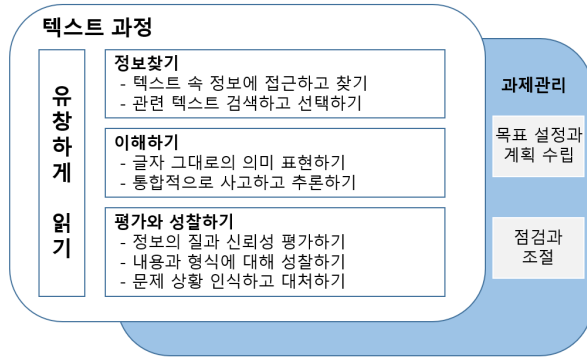 텍스트 과정
유창하게 읽기
정보찾기
- 텍스트 속 정보에 접근하고 찾기
- 관련 텍스트 검색하고 선택하기
이해하기
- 글자 그대로의 의미 표현하기
- 통합적으로 사고하고 추론하기
평가와 성찰하기
- 정보의 질과 신뢰성 평가하기
- 내용과 형식에 대해 성찰하기
- 문제 상황 인식하고 대처하기
과제관리
목표 설정과
계획 수립
점검과
조절